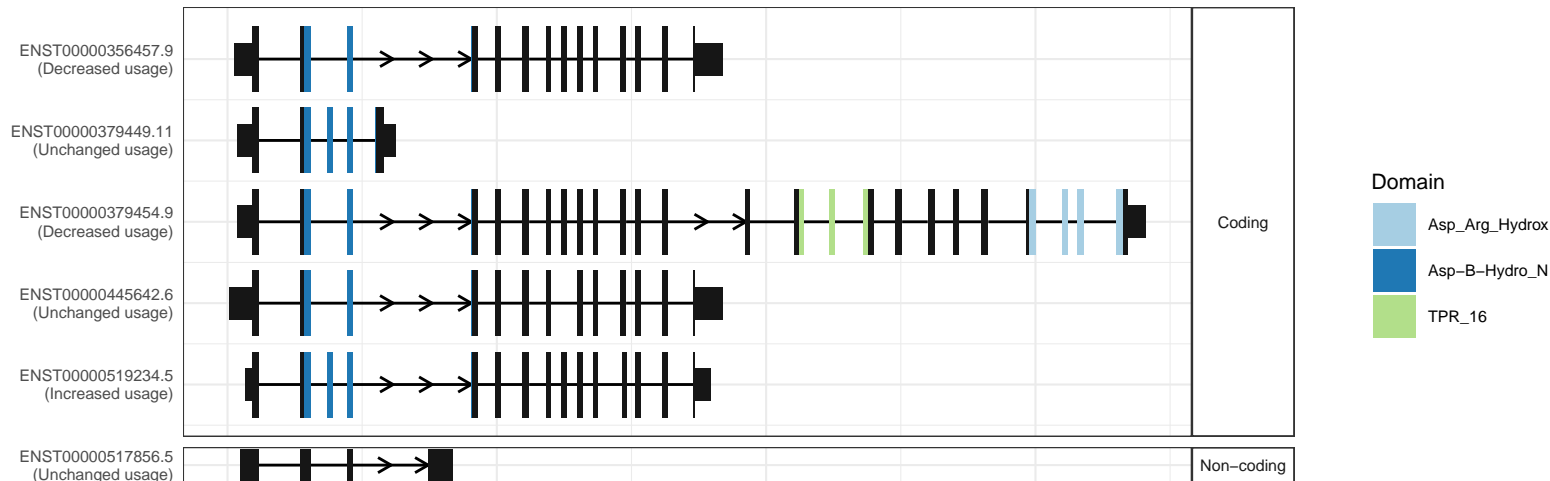 ENST00000356457.9
(Decreased usage)
ENST00000379449.11
(Unchanged usage)
ENST00000379454.9
(Decreased usage)
ENST00000445642.6
(Unchanged usage)
ENST00000519234.5
(Increased usage)
ENST00000517856.5
(Unchanged usage)
Coding
Non−coding
Domain
Asp_Arg_Hydrox
Asp−B−Hydro_N
TPR_16